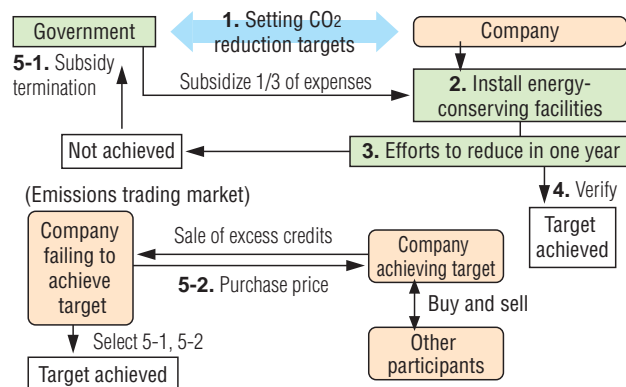 Government
1. Setting CO2
reduction targets
Company
5-1. Subsidy
termination
Subsidize 1/3 of expenses
2. Install energy-
conserving facilities
Not achieved
3. Efforts to reduce in one year
4. Verify
Target
achieved
(Emissions trading market)
Company
failing to
achieve
target
Sale of excess credits
5-2. Purchase price
Company
achieving target
Buy and sell
Other
participants
Select 5-1, 5-2
Target achieved